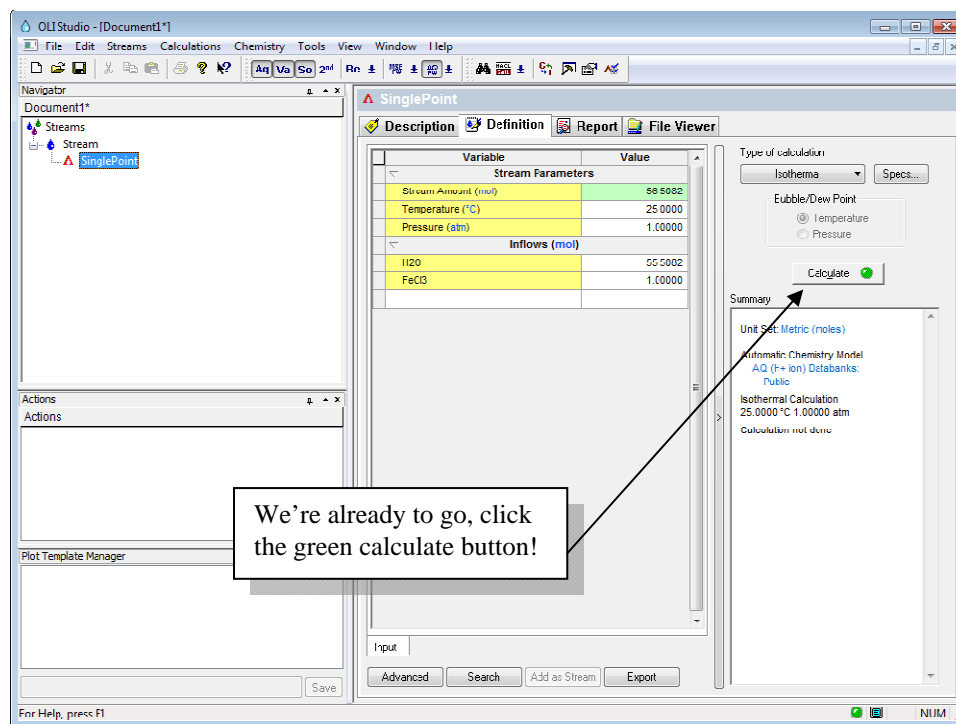 OLI Studio - [Document1*]
File Edit Streams Calculations Chemistry Tools View Window Help
Aq Va So 2nd Rn
Navigator
Document1*
Streams
Stream
SinglePoint
Actions
Actions
Plot Template Manager
Save
SinglePoint
Description Definition Report File Viewer
Variable Value
Stream Parameters
Stream Amount (mol) 56.5082
Temperature (°C) 25.0000
Pressure (atm) 1.00000
Inflows (mol)
H2O 55.5082
FeCl3 1.00000
Input
Advanced Search Add as Stream Export
Type of calculation
Isotherma Specs...
Bubble/Dew Point
Temperature
Pressure
Calculate
Summary
Unit Set: Metric (moles)
Automatic Chemistry Model
AQ (H+ ion) Databanks:
Public
Isothermal Calculation
25.0000 °C 1.00000 atm
Calculation not done
We're already to go, click
the green calculate button!
For Help, press F1
NUM